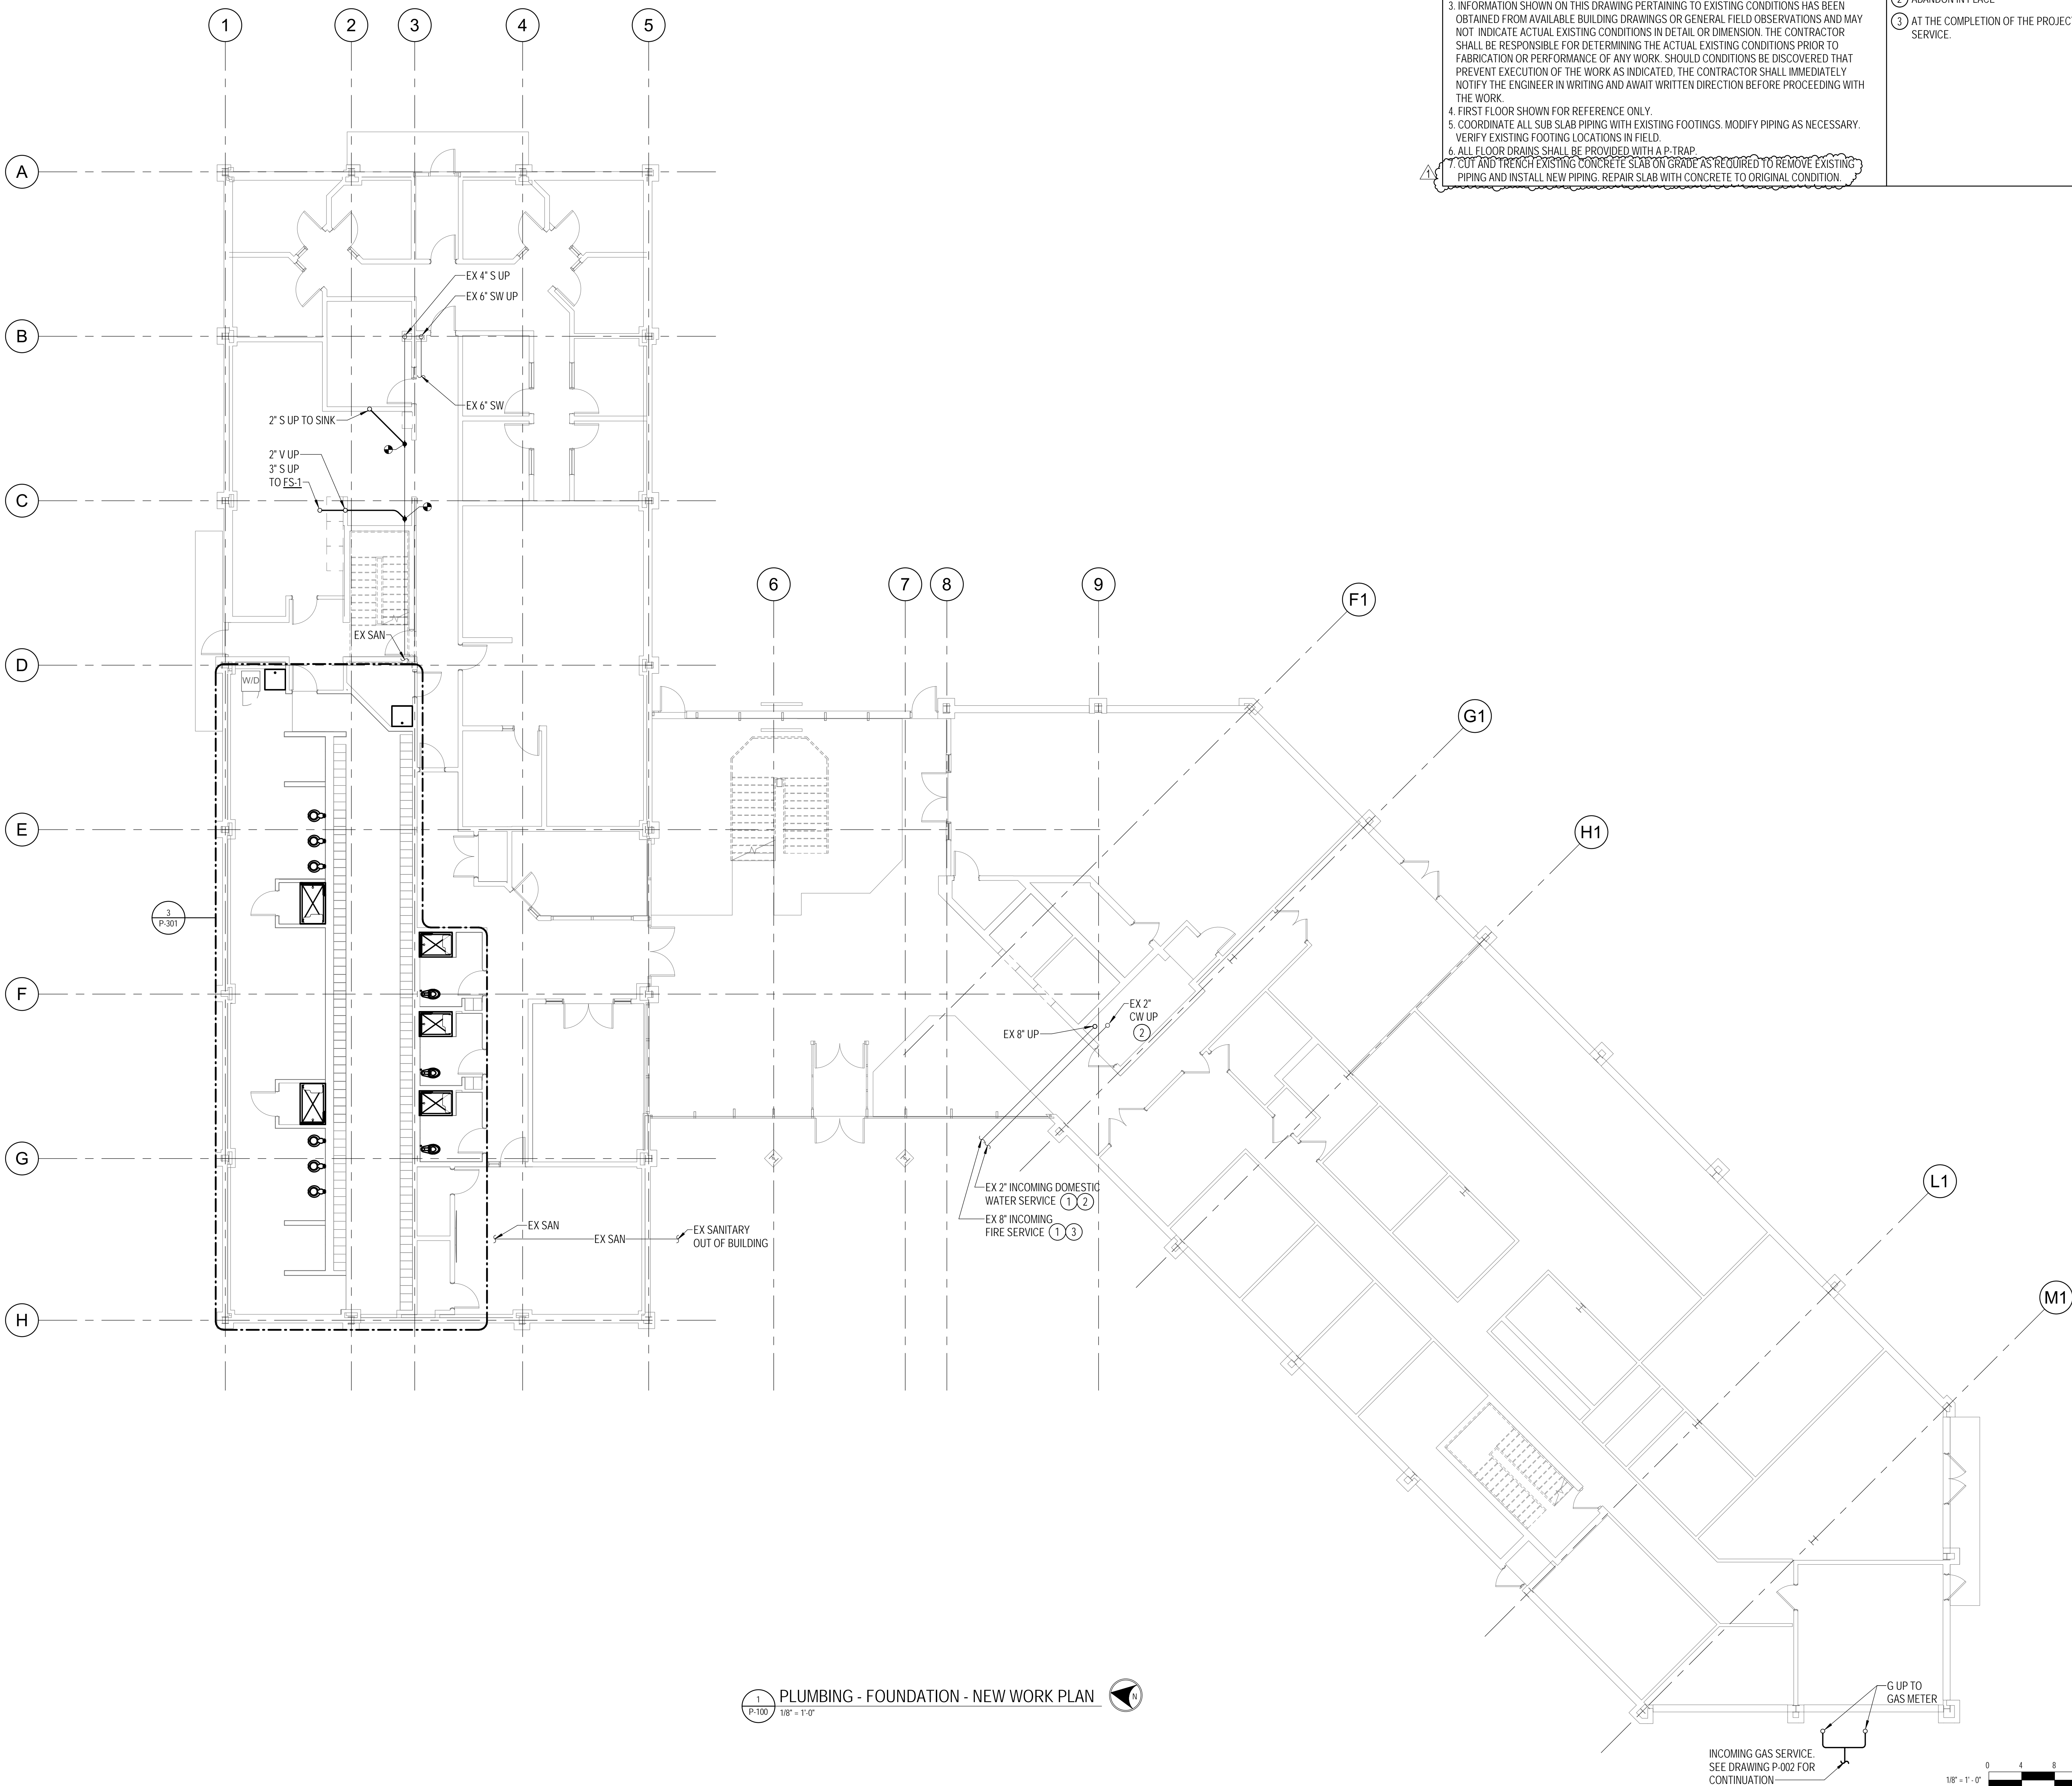 3. INFORMATION SHOWN ON THIS DRAWING PERTAINING TO EXISTING CONDITIONS HAS BEEN
OBTAINED FROM AVAILABLE BUILDING DRAWINGS OR GENERAL FIELD OBSERVATIONS AND MAY
NOT INDICATE ACTUAL EXISTING CONDITIONS IN DETAIL OR DIMENSION. THE CONTRACTOR
SHALL BE RESPONSIBLE FOR DETERMINING THE ACTUAL EXISTING CONDITIONS PRIOR TO
FABRICATION OR PERFORMANCE OF ANY WORK. SHOULD CONDITIONS BE DISCOVERED THAT
PREVENT EXECUTION OF THE WORK AS INDICATED, THE CONTRACTOR SHALL IMMEDIATELY
NOTIFY THE ENGINEER IN WRITING AND AWAIT WRITTEN DIRECTION BEFORE PROCEEDING WITH
THE WORK.
4. FIRST FLOOR SHOWN FOR REFERENCE ONLY.
5. COORDINATE ALL SUB SLAB PIPING WITH EXISTING FOOTINGS. MODIFY PIPING AS NECESSARY.
VERIFY EXISTING FOOTING LOCATIONS IN FIELD.
6. ALL FLOOR DRAINS SHALL BE PROVIDED WITH A P-TRAP.
7. CUT AND TRENCH EXISTING CONCRETE SLAB ON GRADE AS REQUIRED TO REMOVE EXISTING
PIPING AND INSTALL NEW PIPING. REPAIR SLAB WITH CONCRETE TO ORIGINAL CONDITION.
1
2 ABANDON IN PLACE
3 AT THE COMPLETION OF THE PROJECT
SERVICE.
1 2 3 4 5
A
B
C
D
E
F
G
H
6 7 8 9
F1
G1
H1
L1
M1
EX 4" S UP
EX 6" SW UP
EX 6" SW
2" S UP TO SINK
2" V UP
3" S UP
TO FS-1
EX SAN
W/D
3
P-301
EX 2"
CW UP
2
EX 8" UP
EX 2" INCOMING DOMESTIC
WATER SERVICE 1 2
EX 8" INCOMING
FIRE SERVICE 1 3
EX SAN
EX SAN
EX SANITARY
OUT OF BUILDING
1
P-100
PLUMBING - FOUNDATION - NEW WORK PLAN
1/8" = 1'-0"
N
G UP TO
GAS METER
INCOMING GAS SERVICE.
SEE DRAWING P-002 FOR
CONTINUATION
0 4 8
1/8" = 1' - 0"